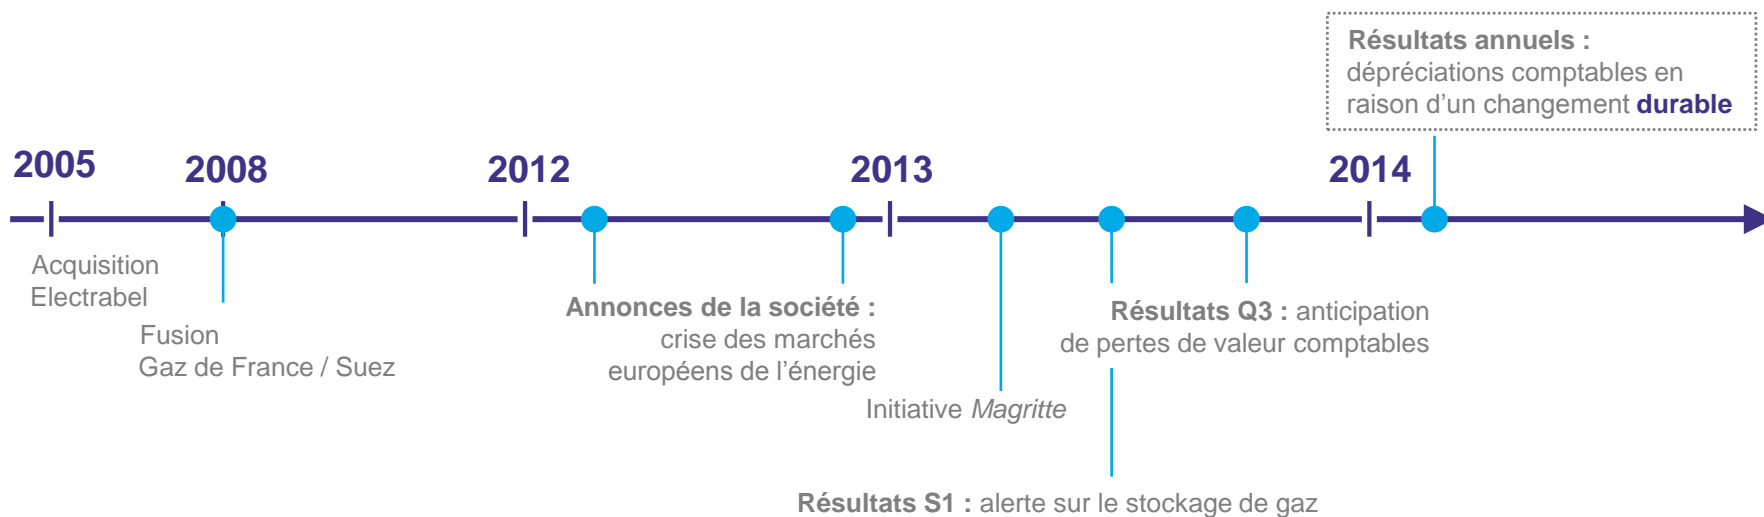 Résultats annuels :
dépréciations comptables en
raison d’un changement durable
2005
2008
2012
2013
2014
Acquisition
Electrabel
Fusion
Gaz de France / Suez
Annonces de la société :
crise des marchés
européens de l’énergie
Initiative Magritte
Résultats Q3 : anticipation
de pertes de valeur comptables
Résultats S1 : alerte sur le stockage de gaz